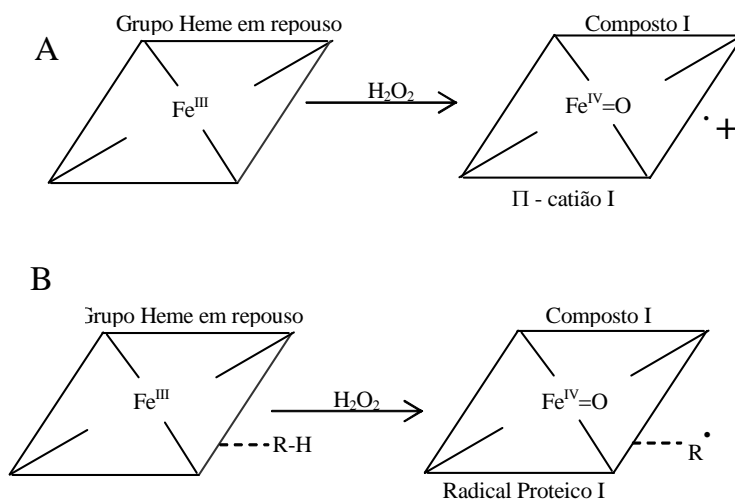 A
Grupo Heme em repouso
Composto I
Fe^III
H₂O₂
Fe^IV=O
·+
Π - catião I
B
Grupo Heme em repouso
Composto I
Fe^III
H₂O₂
Fe^IV=O
R-H
R•
Radical Proteico I